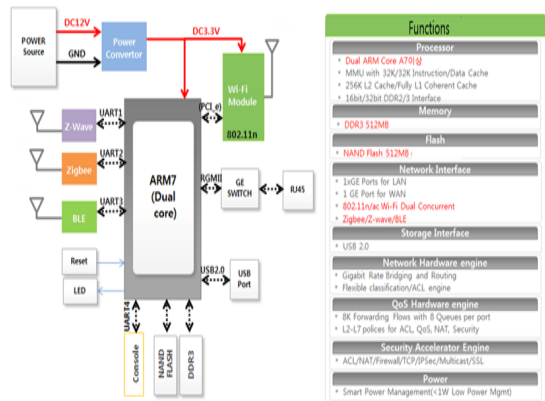 POWER
Source
DC12V
GND
Power
Convertor
DC3.3V
Wi-Fi
Module
802.11n
(PCI_e)
Z-Wave
UART1
Zigbee
UART2
BLE
UART3
ARM7
(Dual
core)
RGMII
GE
SWITCH
RJ45
Reset
LED
USB2.0
USB
Port
UART4
Console
NAND
FLASH
DDR3
Functions
Processor
• Dual ARM Core A70이상
• MMU with 32K/32K Instruction/Data Cache
• 256K L2 Cache/Fully L1 Coherent Cache
• 16bit/32bit DDR2/3 Interface
Memory
• DDR3 512MB
Flash
• NAND Flash 512MB
Network Interface
• 1xGE Ports for LAN
• 1 GE Port for WAN
• 802.11n/ac Wi-Fi Dual Concurrent
• Zigbee/Z-wave/BLE
Storage Interface
• USB 2.0
Network Hardware engine
• Gigabit Rate Bridging and Routing
• Flexible classification/ACL engine
QoS Hardware engine
• 8K Forwarding Flows with 8 Queues per port
• L2-L7 polices for ACL, QoS, NAT, Security
Security Accelerator Engine
• ACL/NAT/Firewall/TCP/IPSec/Multicast/SSL
Power
• Smart Power Management(<1W Low Power Mgmt)